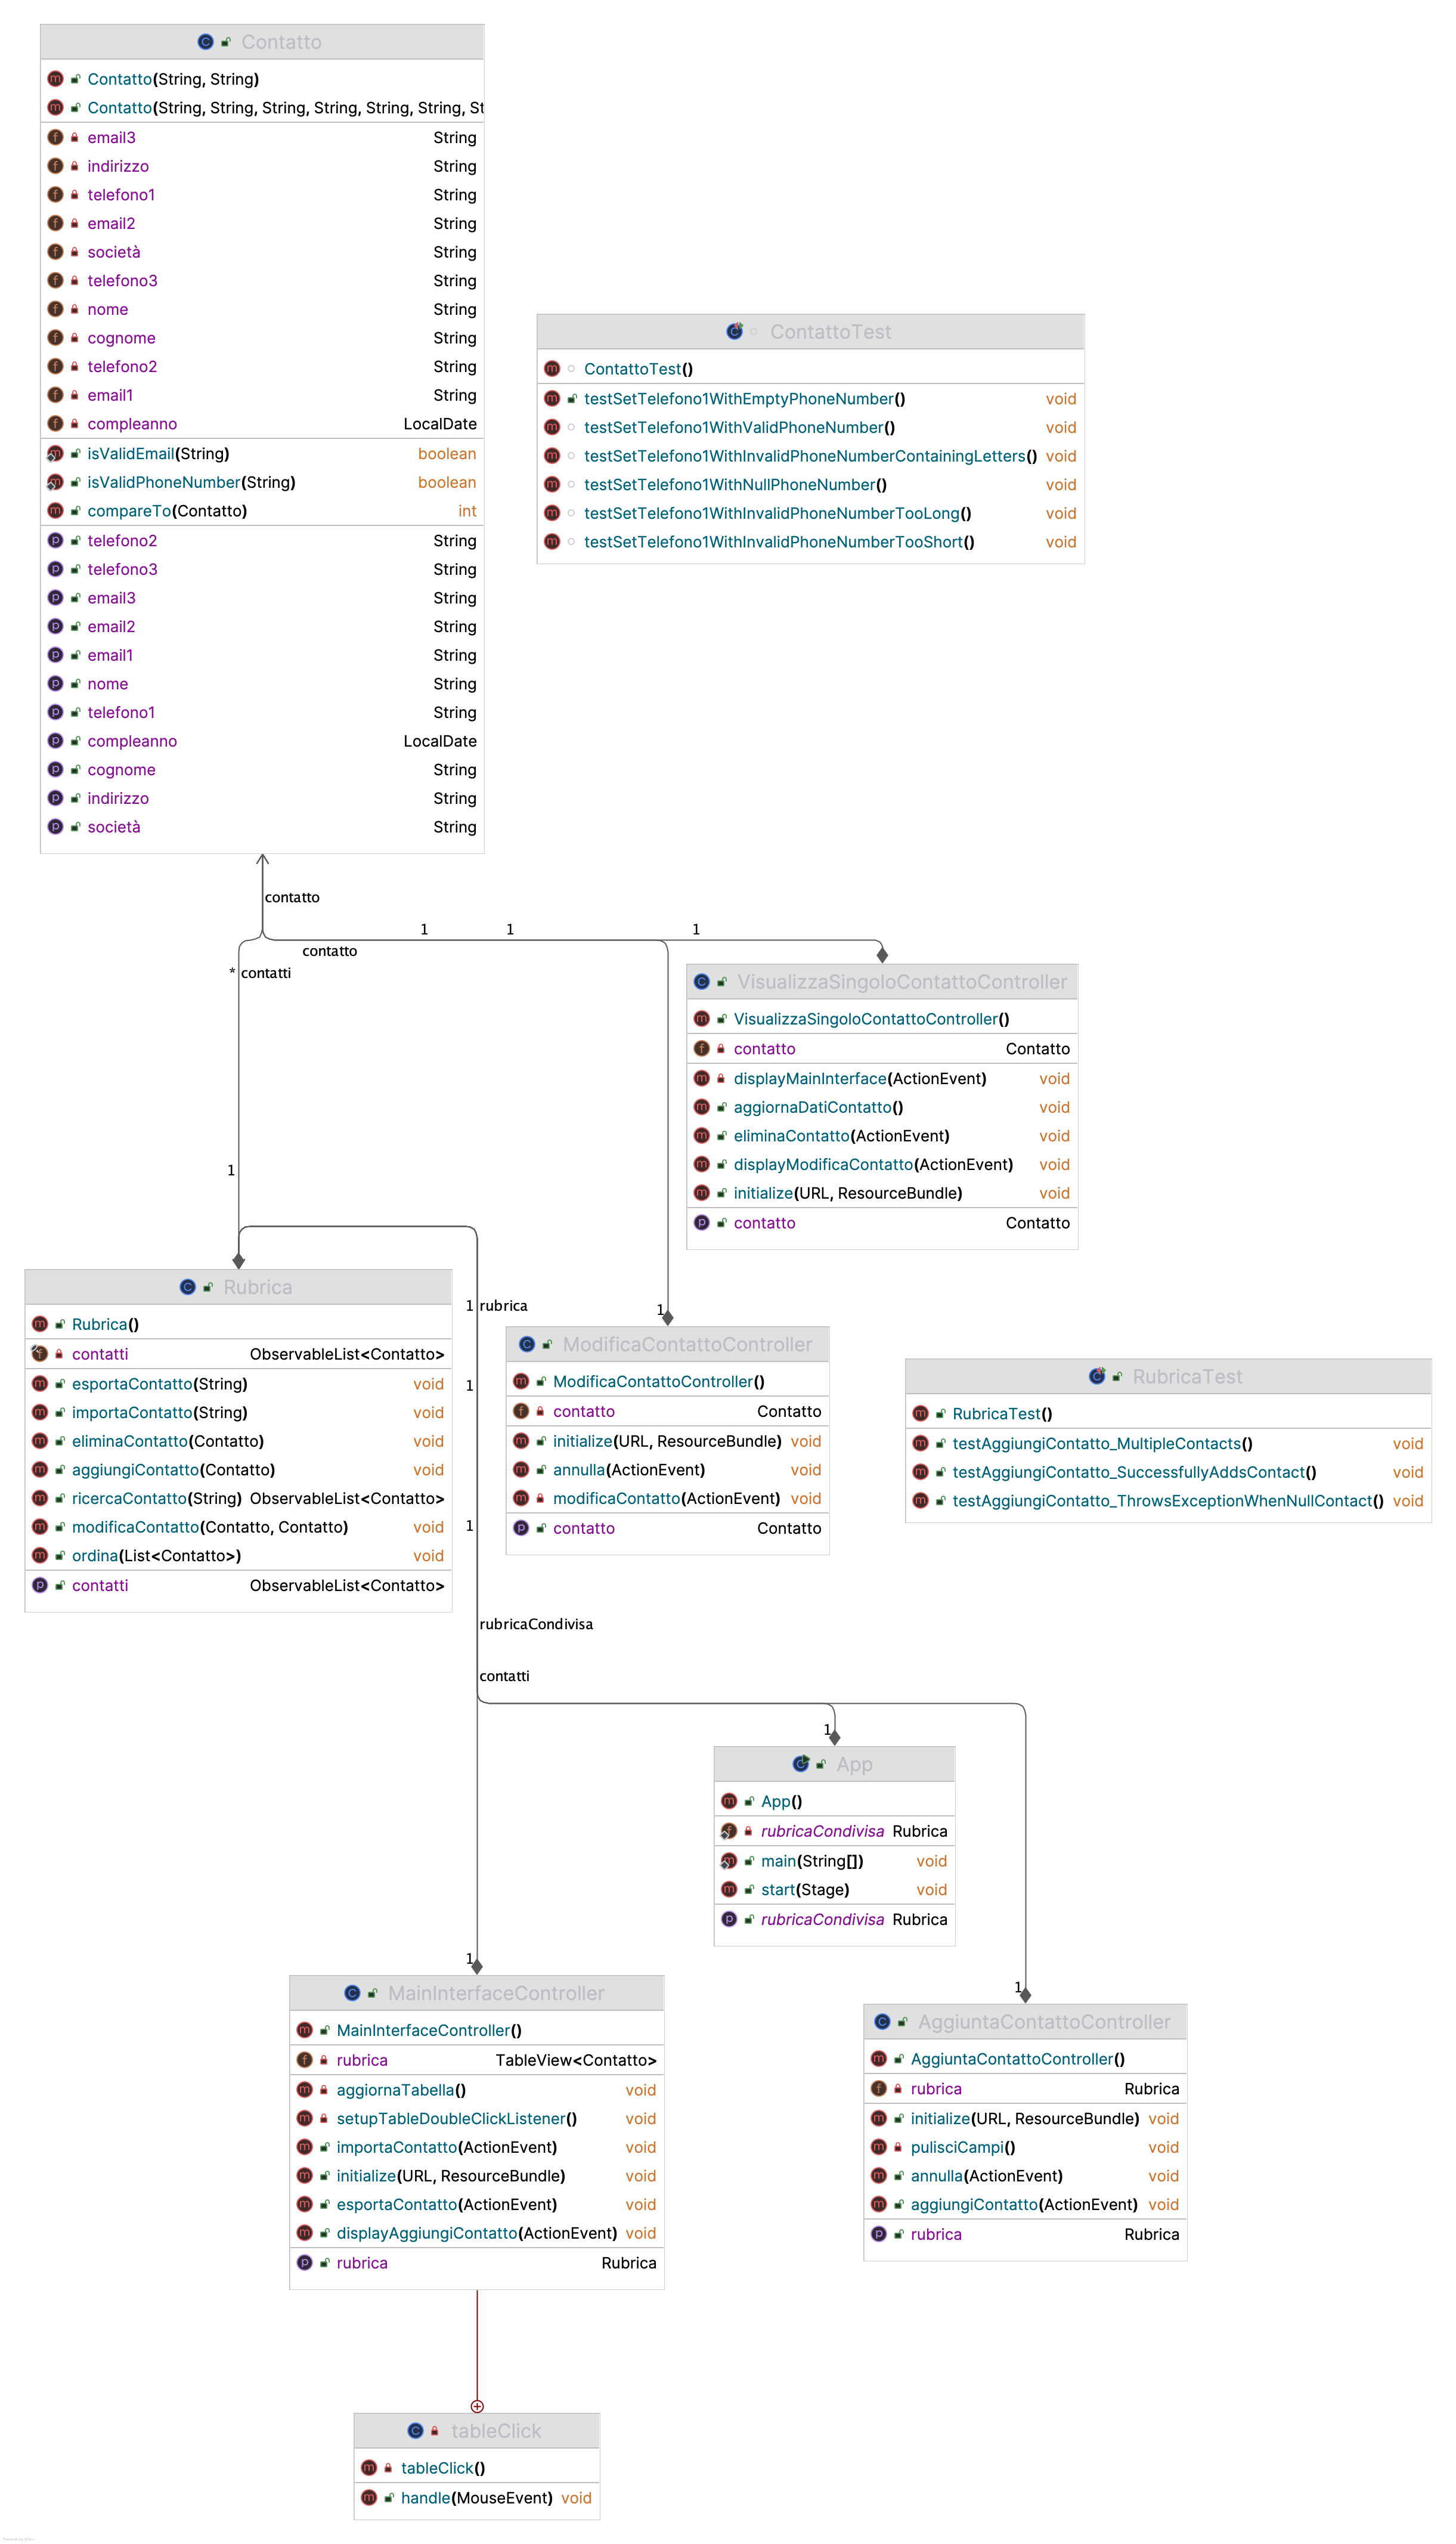 Contatto
Contatto(String, String)
Contatto(String, String, String, String, String, String, St
email3 String
indirizzo String
telefono1 String
email2 String
società String
telefono3 String
nome String
cognome String
telefono2 String
email1 String
compleanno LocalDate
isValidEmail(String) boolean
isValidPhoneNumber(String) boolean
compareTo(Contatto) int
telefono2 String
telefono3 String
email3 String
email2 String
email1 String
nome String
telefono1 String
compleanno LocalDate
cognome String
indirizzo String
società String
ContattoTest
ContattoTest()
testSetTelefono1WithEmptyPhoneNumber() void
testSetTelefono1WithValidPhoneNumber() void
testSetTelefono1WithInvalidPhoneNumberContainingLetters() void
testSetTelefono1WithNullPhoneNumber() void
testSetTelefono1WithInvalidPhoneNumberTooLong() void
testSetTelefono1WithInvalidPhoneNumberTooShort() void
contatto
1 1 1
contatto
* contatti
1
VisualizzaSingoloContattoController
VisualizzaSingoloContattoController()
contatto Contatto
displayMainInterface(ActionEvent) void
aggiornaDatiContatto() void
eliminaContatto(ActionEvent) void
displayModificaContatto(ActionEvent) void
initialize(URL, ResourceBundle) void
contatto Contatto
Rubrica
Rubrica()
contatti ObservableList<Contatto>
esportaContatto(String) void
importaContatto(String) void
eliminaContatto(Contatto) void
aggiungiContatto(Contatto) void
ricercaContatto(String) ObservableList<Contatto>
modificaContatto(Contatto, Contatto) void
ordina(List<Contatto>) void
contatti ObservableList<Contatto>
1 rubrica
1
1
1
ModificaContattoController
ModificaContattoController()
contatto Contatto
initialize(URL, ResourceBundle) void
annulla(ActionEvent) void
modificaContatto(ActionEvent) void
contatto Contatto
RubricaTest
RubricaTest()
testAggiungiContatto_MultipleContacts() void
testAggiungiContatto_SuccessfullyAddsContact() void
testAggiungiContatto_ThrowsExceptionWhenNullContact() void
rubricaCondivisa
contatti
1
App
App()
rubricaCondivisa Rubrica
main(String[]) void
start(Stage) void
rubricaCondivisa Rubrica
1
MainInterfaceController
MainInterfaceController()
rubrica TableView<Contatto>
aggiornaTabella() void
setupTableDoubleClickListener() void
importaContatto(ActionEvent) void
initialize(URL, ResourceBundle) void
esportaContatto(ActionEvent) void
displayAggiungiContatto(ActionEvent) void
rubrica Rubrica
1
AggiuntaContattoController
AggiuntaContattoController()
rubrica Rubrica
initialize(URL, ResourceBundle) void
pulisciCampi() void
annulla(ActionEvent) void
aggiungiContatto(ActionEvent) void
rubrica Rubrica
tableClick
tableClick()
handle(MouseEvent) void